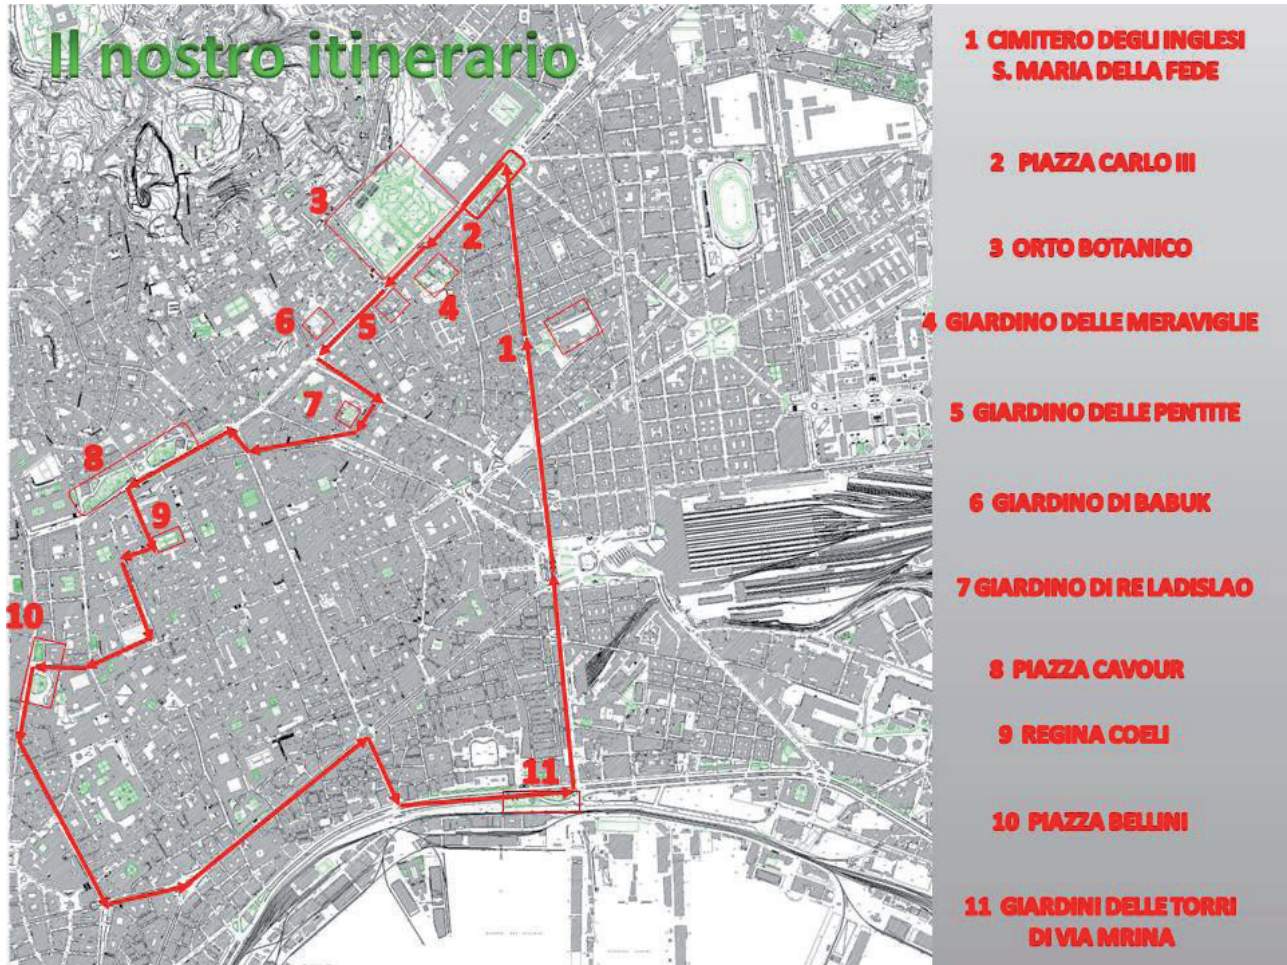 Il nostro itinerario
1 CIMITERO DEGLI INGLESI
S. MARIA DELLA FEDE
2 PIAZZA CARLO III
3 ORTO BOTANICO
4 GIARDINO DELLE MERAVIGLIE
5 GIARDINO DELLE PENTITE
6 GIARDINO DI BABUK
7 GIARDINO DI RE LADISLAO
8 PIAZZA CAVOUR
9 REGINA COELI
10 PIAZZA BELLINI
11 GIARDINI DELLE TORRI
DI VIA MRINA
3
2
4
5
6
1
7
8
9
10
11